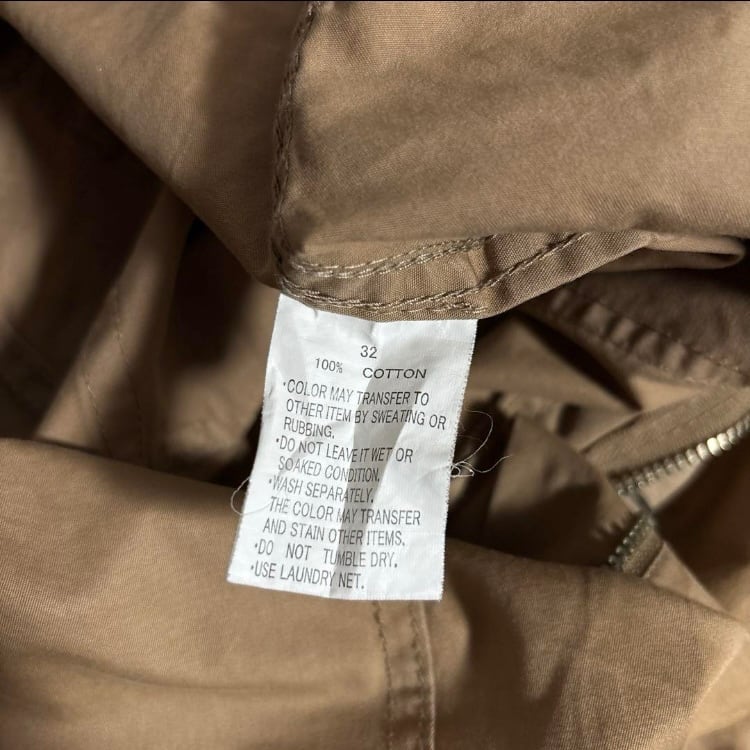 32
100% COTTON
•COLOR MAY TRANSFER TO
OTHER ITEM BY SWEATING OR
RUBBING.
•DO NOT LEAVE IT WET OR
SOAKED CONDITION.
•WASH SEPARATELY.
THE COLOR MAY TRANSFER
AND STAIN OTHER ITEMS.
•DO NOT TUMBLE DRY.
•USE LAUNDRY NET.